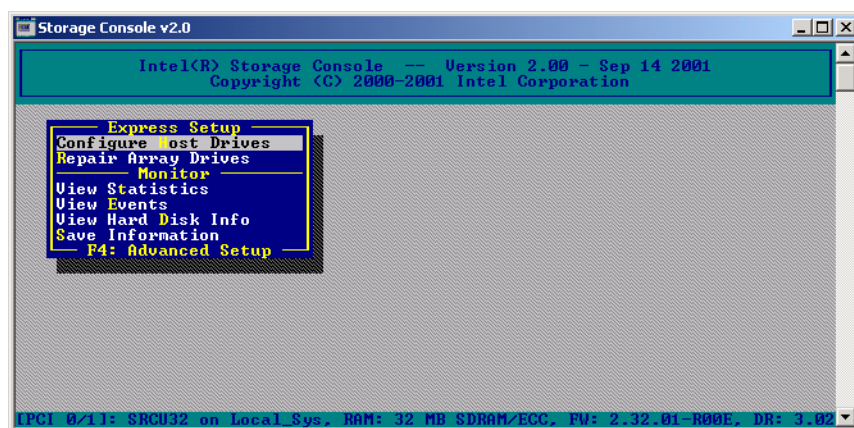 Storage Console v2.0
Intel(R) Storage Console -- Version 2.00 - Sep 14 2001
Copyright (C) 2000-2001 Intel Corporation
Express Setup
Configure Host Drives
Repair Array Drives
Monitor
View Statistics
View Events
View Hard Disk Info
Save Information
F4: Advanced Setup
[PCI 0/1]: SRCU32 on Local_Sys, RAM: 32 MB SDRAM/ECC, FW: 2.32.01-R00E, DR: 3.02